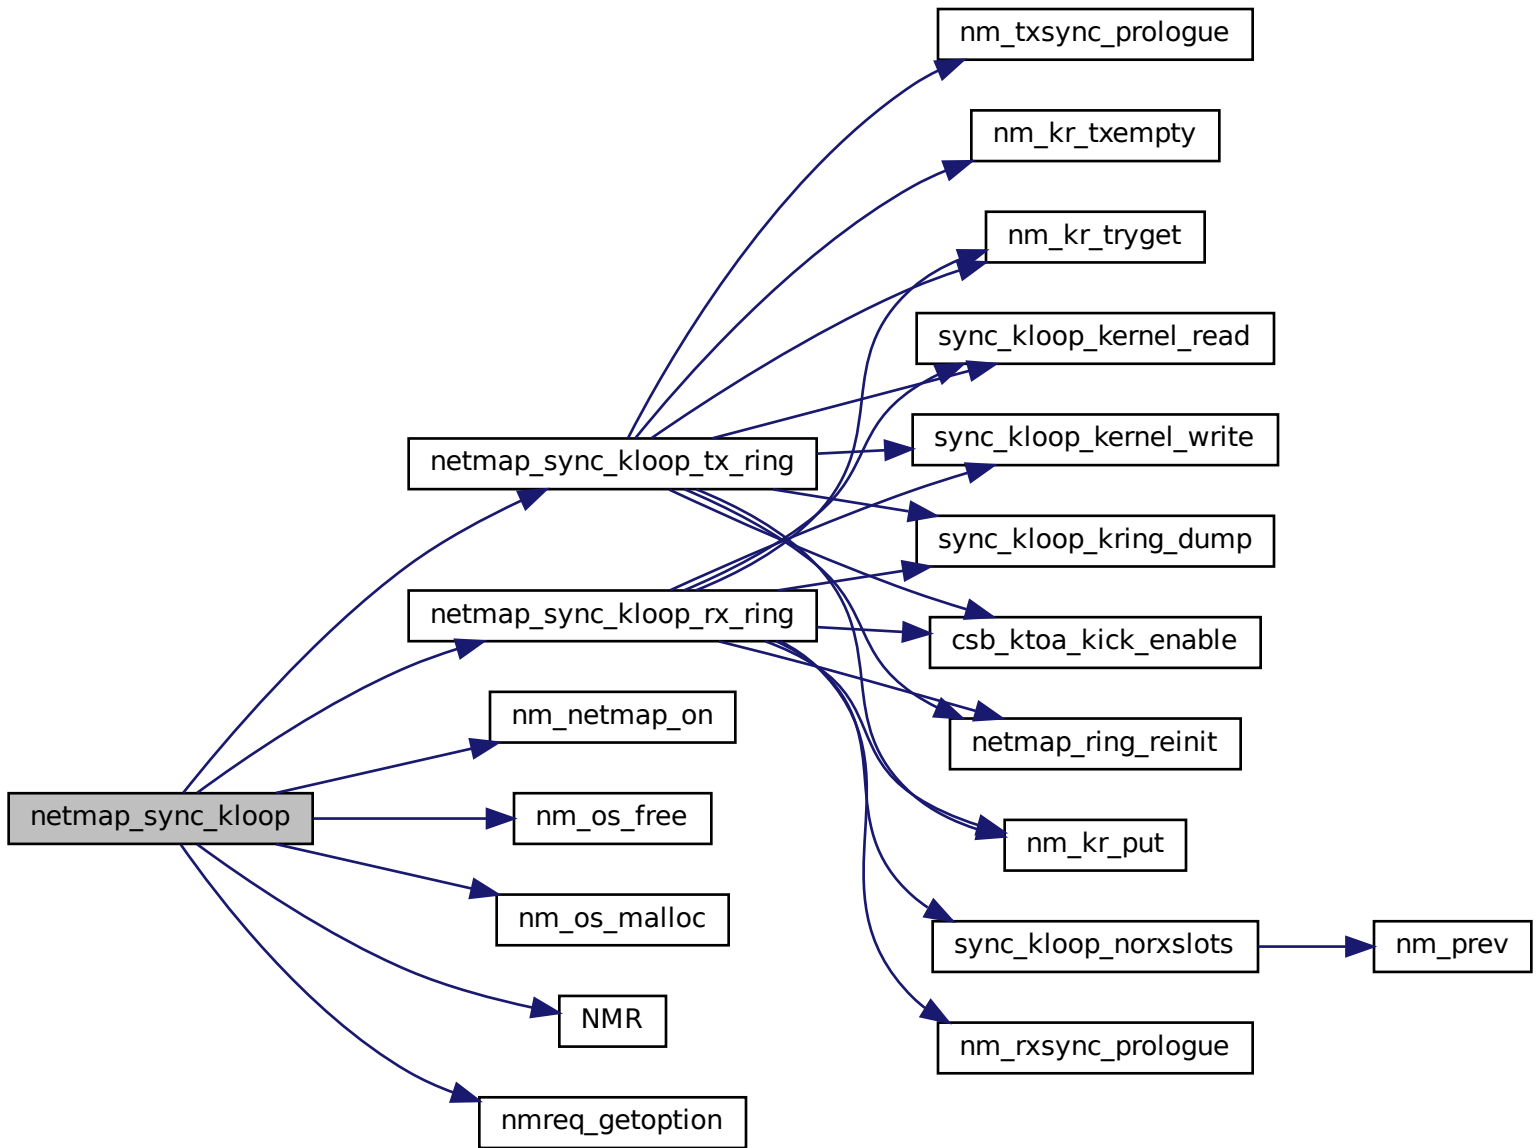 nm_txsync_prologue
nm_kr_txempty
nm_kr_tryget
sync_kloop_kernel_read
netmap_sync_kloop_tx_ring
sync_kloop_kernel_write
sync_kloop_kring_dump
netmap_sync_kloop_rx_ring
csb_ktoa_kick_enable
nm_netmap_on
netmap_ring_reinit
netmap_sync_kloop
nm_os_free
nm_kr_put
nm_os_malloc
sync_kloop_norxslots
nm_prev
NMR
nm_rxsync_prologue
nmreq_getoption